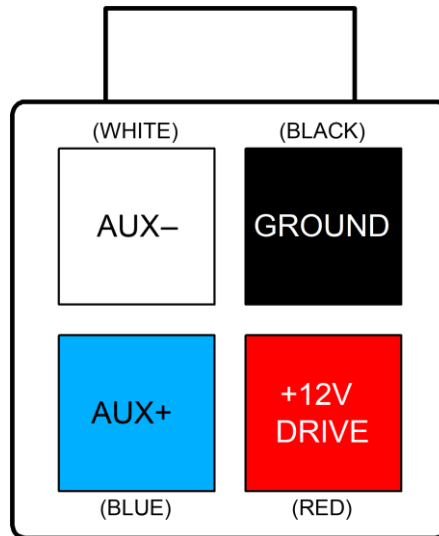 (WHITE) (BLACK)
AUX– GROUND
AUX+ +12V
DRIVE
(BLUE) (RED)